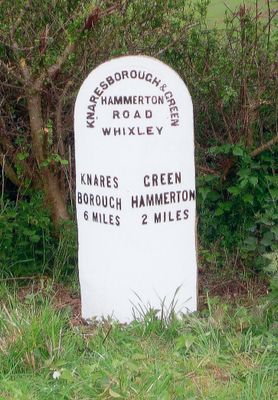 KNARESBOROUGH & GREEN
HAMMERTON
ROAD
WHIXLEY
KNARES
BOROUGH
6 MILES
GREEN
HAMMERTON
2 MILES